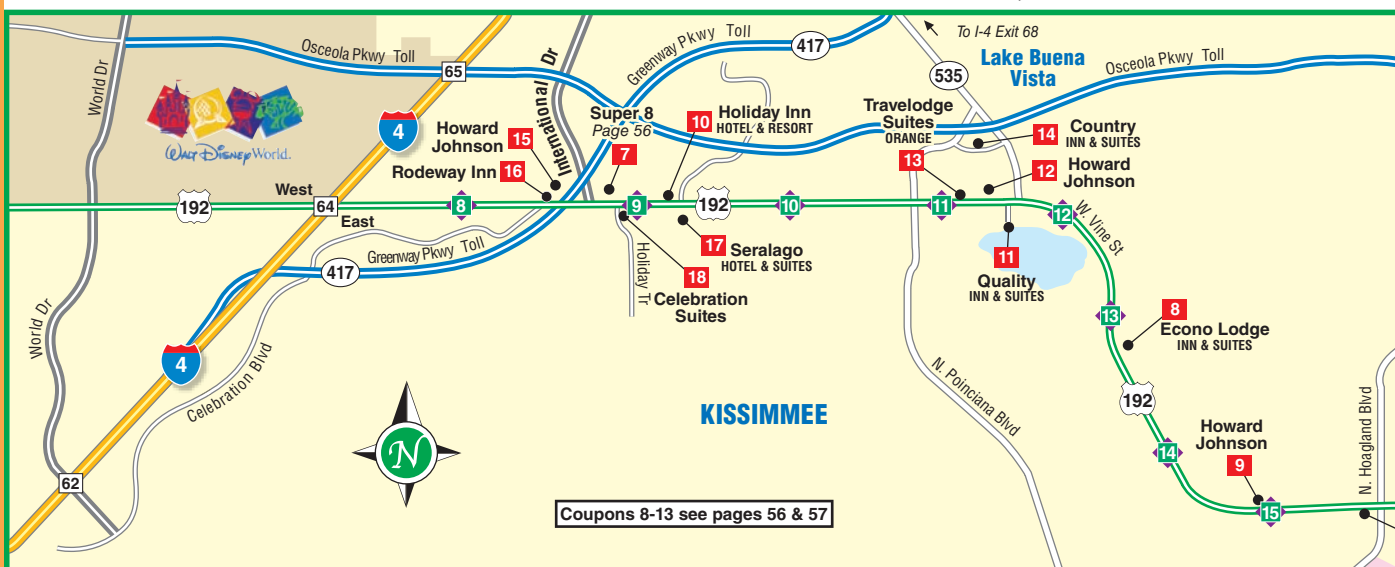 To I-4 Exit 68
Osceola Pkwy Toll
World Dr
65
International Dr
Greenway Pkwy Toll
417
535
Lake Buena
Vista
Osceola Pkwy Toll
WALT DISNEY World.
4
Howard
Johnson
15
Rodeway Inn
16
Super 8
Page 56
7
10
Holiday Inn
HOTEL & RESORT
Travelodge
Suites
ORANGE
13
14
Country
INN & SUITES
12
Howard
Johnson
West
192
64
East
8
9
192
10
11
12
W. Vine St
Greenway Pkwy Toll
417
Holiday Tr
17
Seralago
HOTEL & SUITES
18
Celebration
Suites
11
Quality
INN & SUITES
13
8
Econo Lodge
INN & SUITES
World Dr
4
Celebration Blvd
N
KISSIMMEE
N. Poinciana Blvd
192
14
Howard
Johnson
9
15
N. Hoagland Blvd
62
Coupons 8-13 see pages 56 & 57